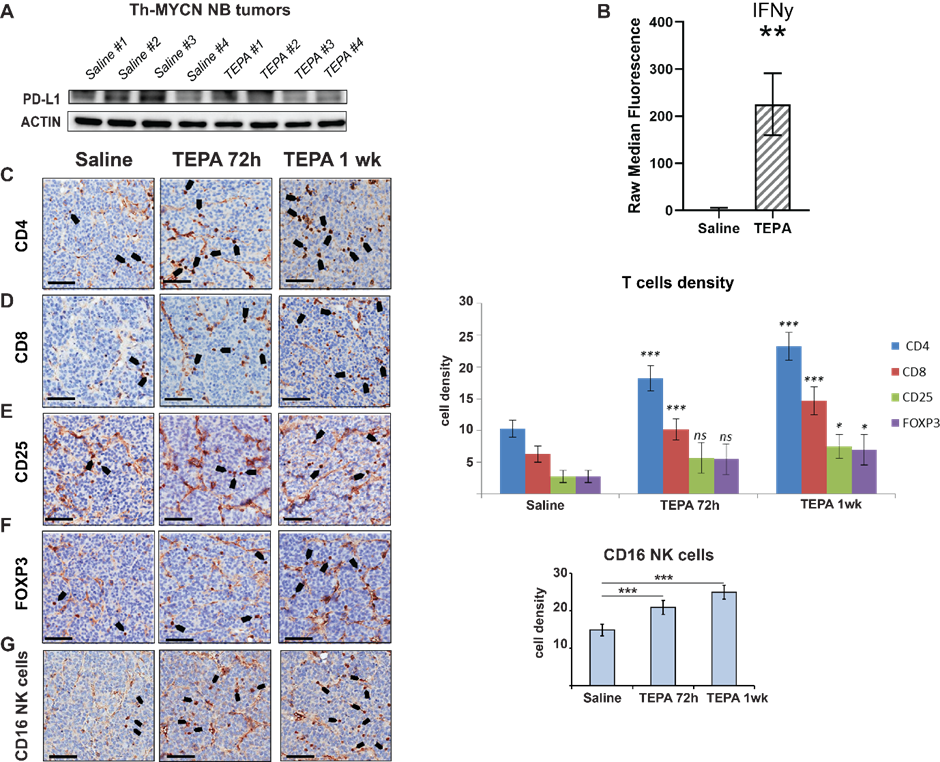 A
Th-MYCN NB tumors
Saline #1
Saline #2
Saline #3
Saline #4
TEPA #1
TEPA #2
TEPA #3
TEPA #4
PD-L1
ACTIN
B
IFNγ
**
Raw Median Fluorescence
400
300
200
100
0
Saline TEPA
Saline TEPA 72h TEPA 1 wk
C
CD4
D
CD8
E
CD25
F
FOXP3
G
CD16 NK cells
T cells density
cell density
30
25
20
15
10
5
***
***
ns
ns
***
***
*
*
Saline TEPA 72h TEPA 1wk
CD4
CD8
CD25
FOXP3
CD16 NK cells
cell density
30
20
10
***
***
Saline TEPA 72h TEPA 1wk